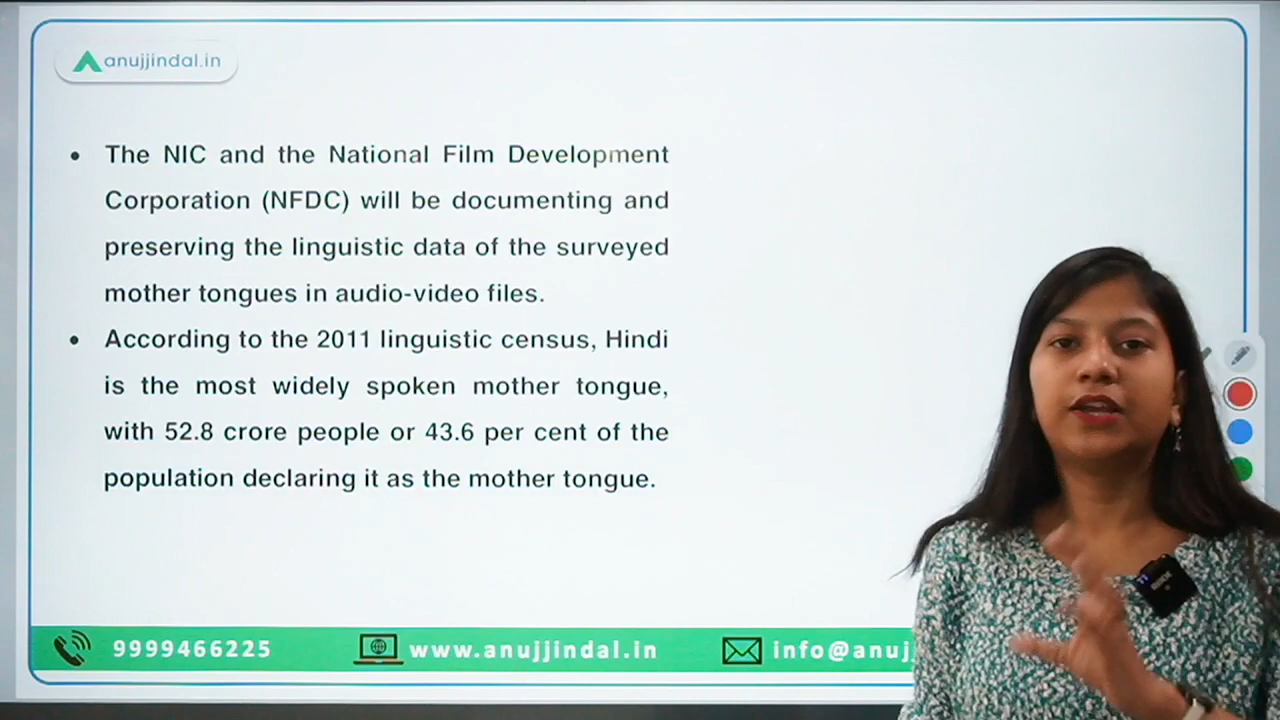 anujjindal.in
• The NIC and the National Film Development
Corporation (NFDC) will be documenting and
preserving the linguistic data of the surveyed
mother tongues in audio-video files.
• According to the 2011 linguistic census, Hindi
is the most widely spoken mother tongue,
with 52.8 crore people or 43.6 per cent of the
population declaring it as the mother tongue.
9999466225
www.anujjindal.in
info@anuj